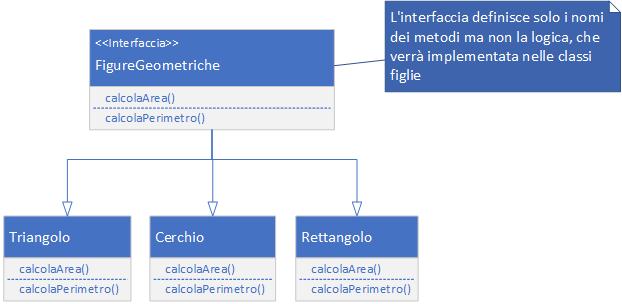 <<Interfaccia>>
FigureGeometriche
calcolaArea()
calcolaPerimetro()
L'interfaccia definisce solo i nomi
dei metodi ma non la logica, che
verrà implementata nelle classi
figlie
Triangolo
calcolaArea()
calcolaPerimetro()
Cerchio
calcolaArea()
calcolaPerimetro()
Rettangolo
calcolaArea()
calcolaPerimetro()